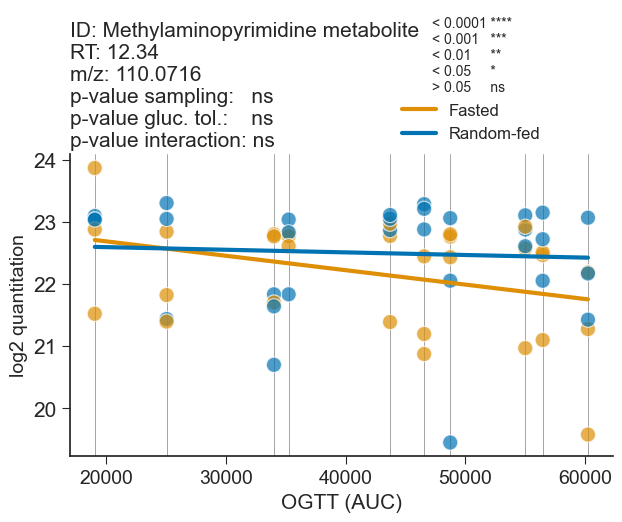 ID: Methylaminopyrimidine metabolite
RT: 12.34
m/z: 110.0716
p-value sampling: ns
p-value gluc. tol.: ns
p-value interaction: ns
< 0.0001 ****
< 0.001 ***
< 0.01 **
< 0.05 *
> 0.05 ns
Fasted
Random-fed
log2 quantitation
24
23
22
21
20
20000 30000 40000 50000 60000
OGTT (AUC)